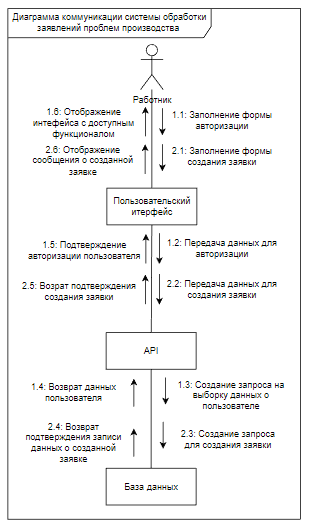 Диаграмма коммуникации системы обработки
заявлений проблем производства
Работник
1.6: Отображение
интефейса с доступным
функционалом
1.1: Заполнение формы
авторизации
2.6: Отображение
сообщения о созданной
заявке
2.1: Заполнение формы
создания заявки
Пользовательский
итерфейс
1.5: Подтверждение
авторизации пользователя
1.2: Передача данных для
авторизации
2.5: Возрат подтверждения
создания заявки
2.2: Передача данных для
создания заявки
API
1.4: Возврат данных
пользователя
1.3: Создание запроса на
выборку данных о
пользователе
2.4: Возврат
подтверждения записи
данных о созданной
заявке
2.3: Создание запроса
для создания заявки
База данных